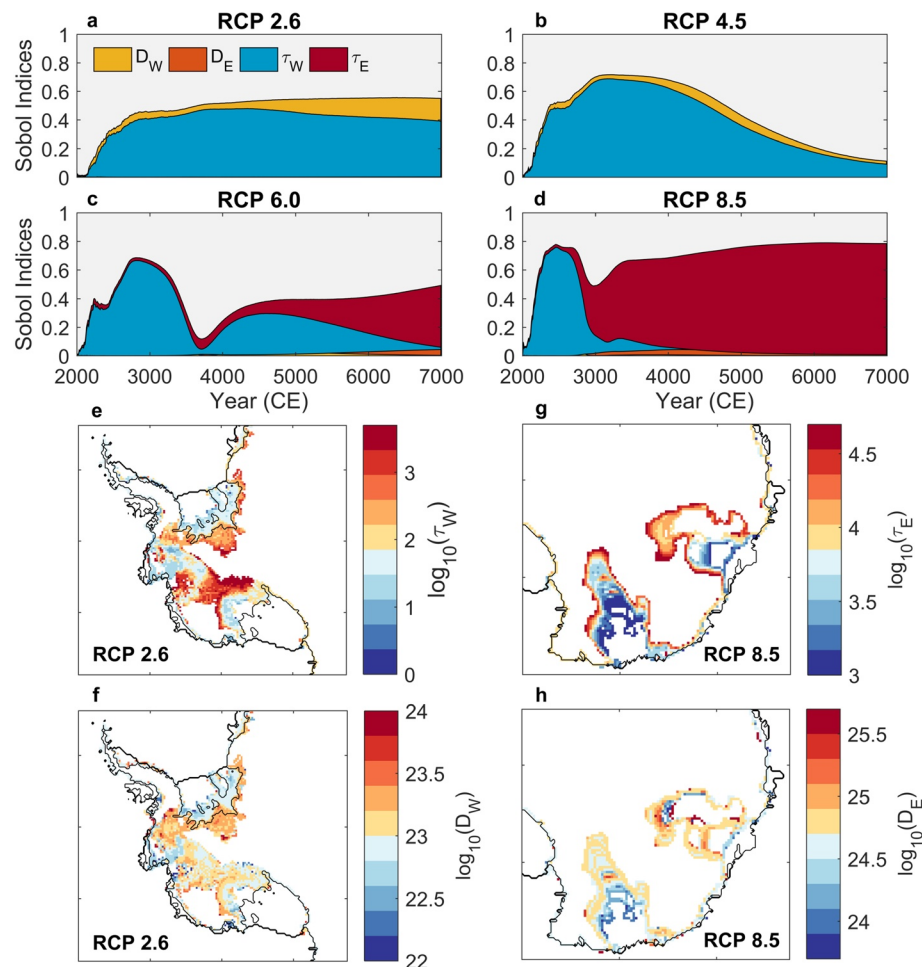 a RCP 2.6
b RCP 4.5
Sobol Indices
1
0.8
0.6
0.4
0.2
0
D_W D_E τ_W τ_E
Sobol Indices
1
0.8
0.6
0.4
0.2
0
c RCP 6.0
d RCP 8.5
Sobol Indices
1
0.8
0.6
0.4
0.2
0
2000 3000 4000 5000 6000 7000
Year (CE)
Sobol Indices
1
0.8
0.6
0.4
0.2
0
2000 3000 4000 5000 6000 7000
Year (CE)
e
RCP 2.6
3
2
1
0
log10(τ_W)
g
RCP 8.5
4.5
4
3.5
3
log10(τ_E)
f
RCP 2.6
24
23.5
23
22.5
22
log10(D_W)
h
RCP 8.5
25.5
25
24.5
24
log10(D_E)